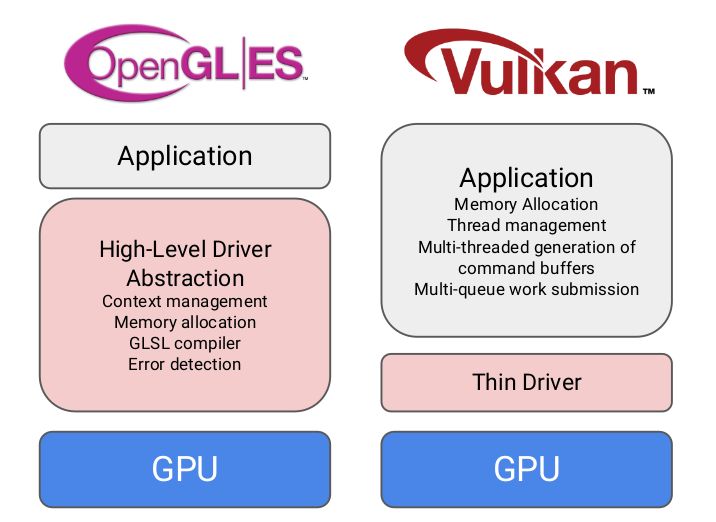 OpenGL|ES™
Application
High-Level Driver
Abstraction
Context management
Memory allocation
GLSL compiler
Error detection
GPU
Vulkan™
Application
Memory Allocation
Thread management
Multi-threaded generation of
command buffers
Multi-queue work submission
Thin Driver
GPU